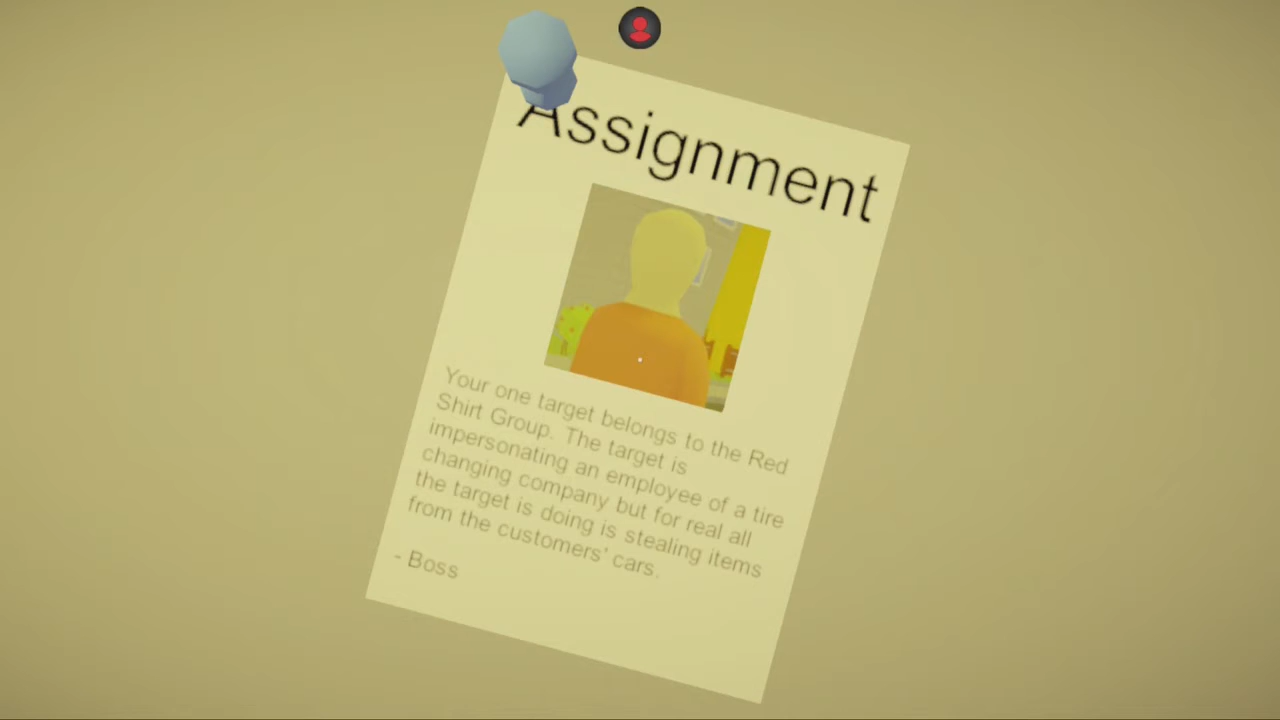 Assignment
Your one target belongs to the Red
Shirt Group. The target is
impersonating an employee of a tire
changing company but for real all
the target is doing is stealing items
from the customers' cars.
- Boss